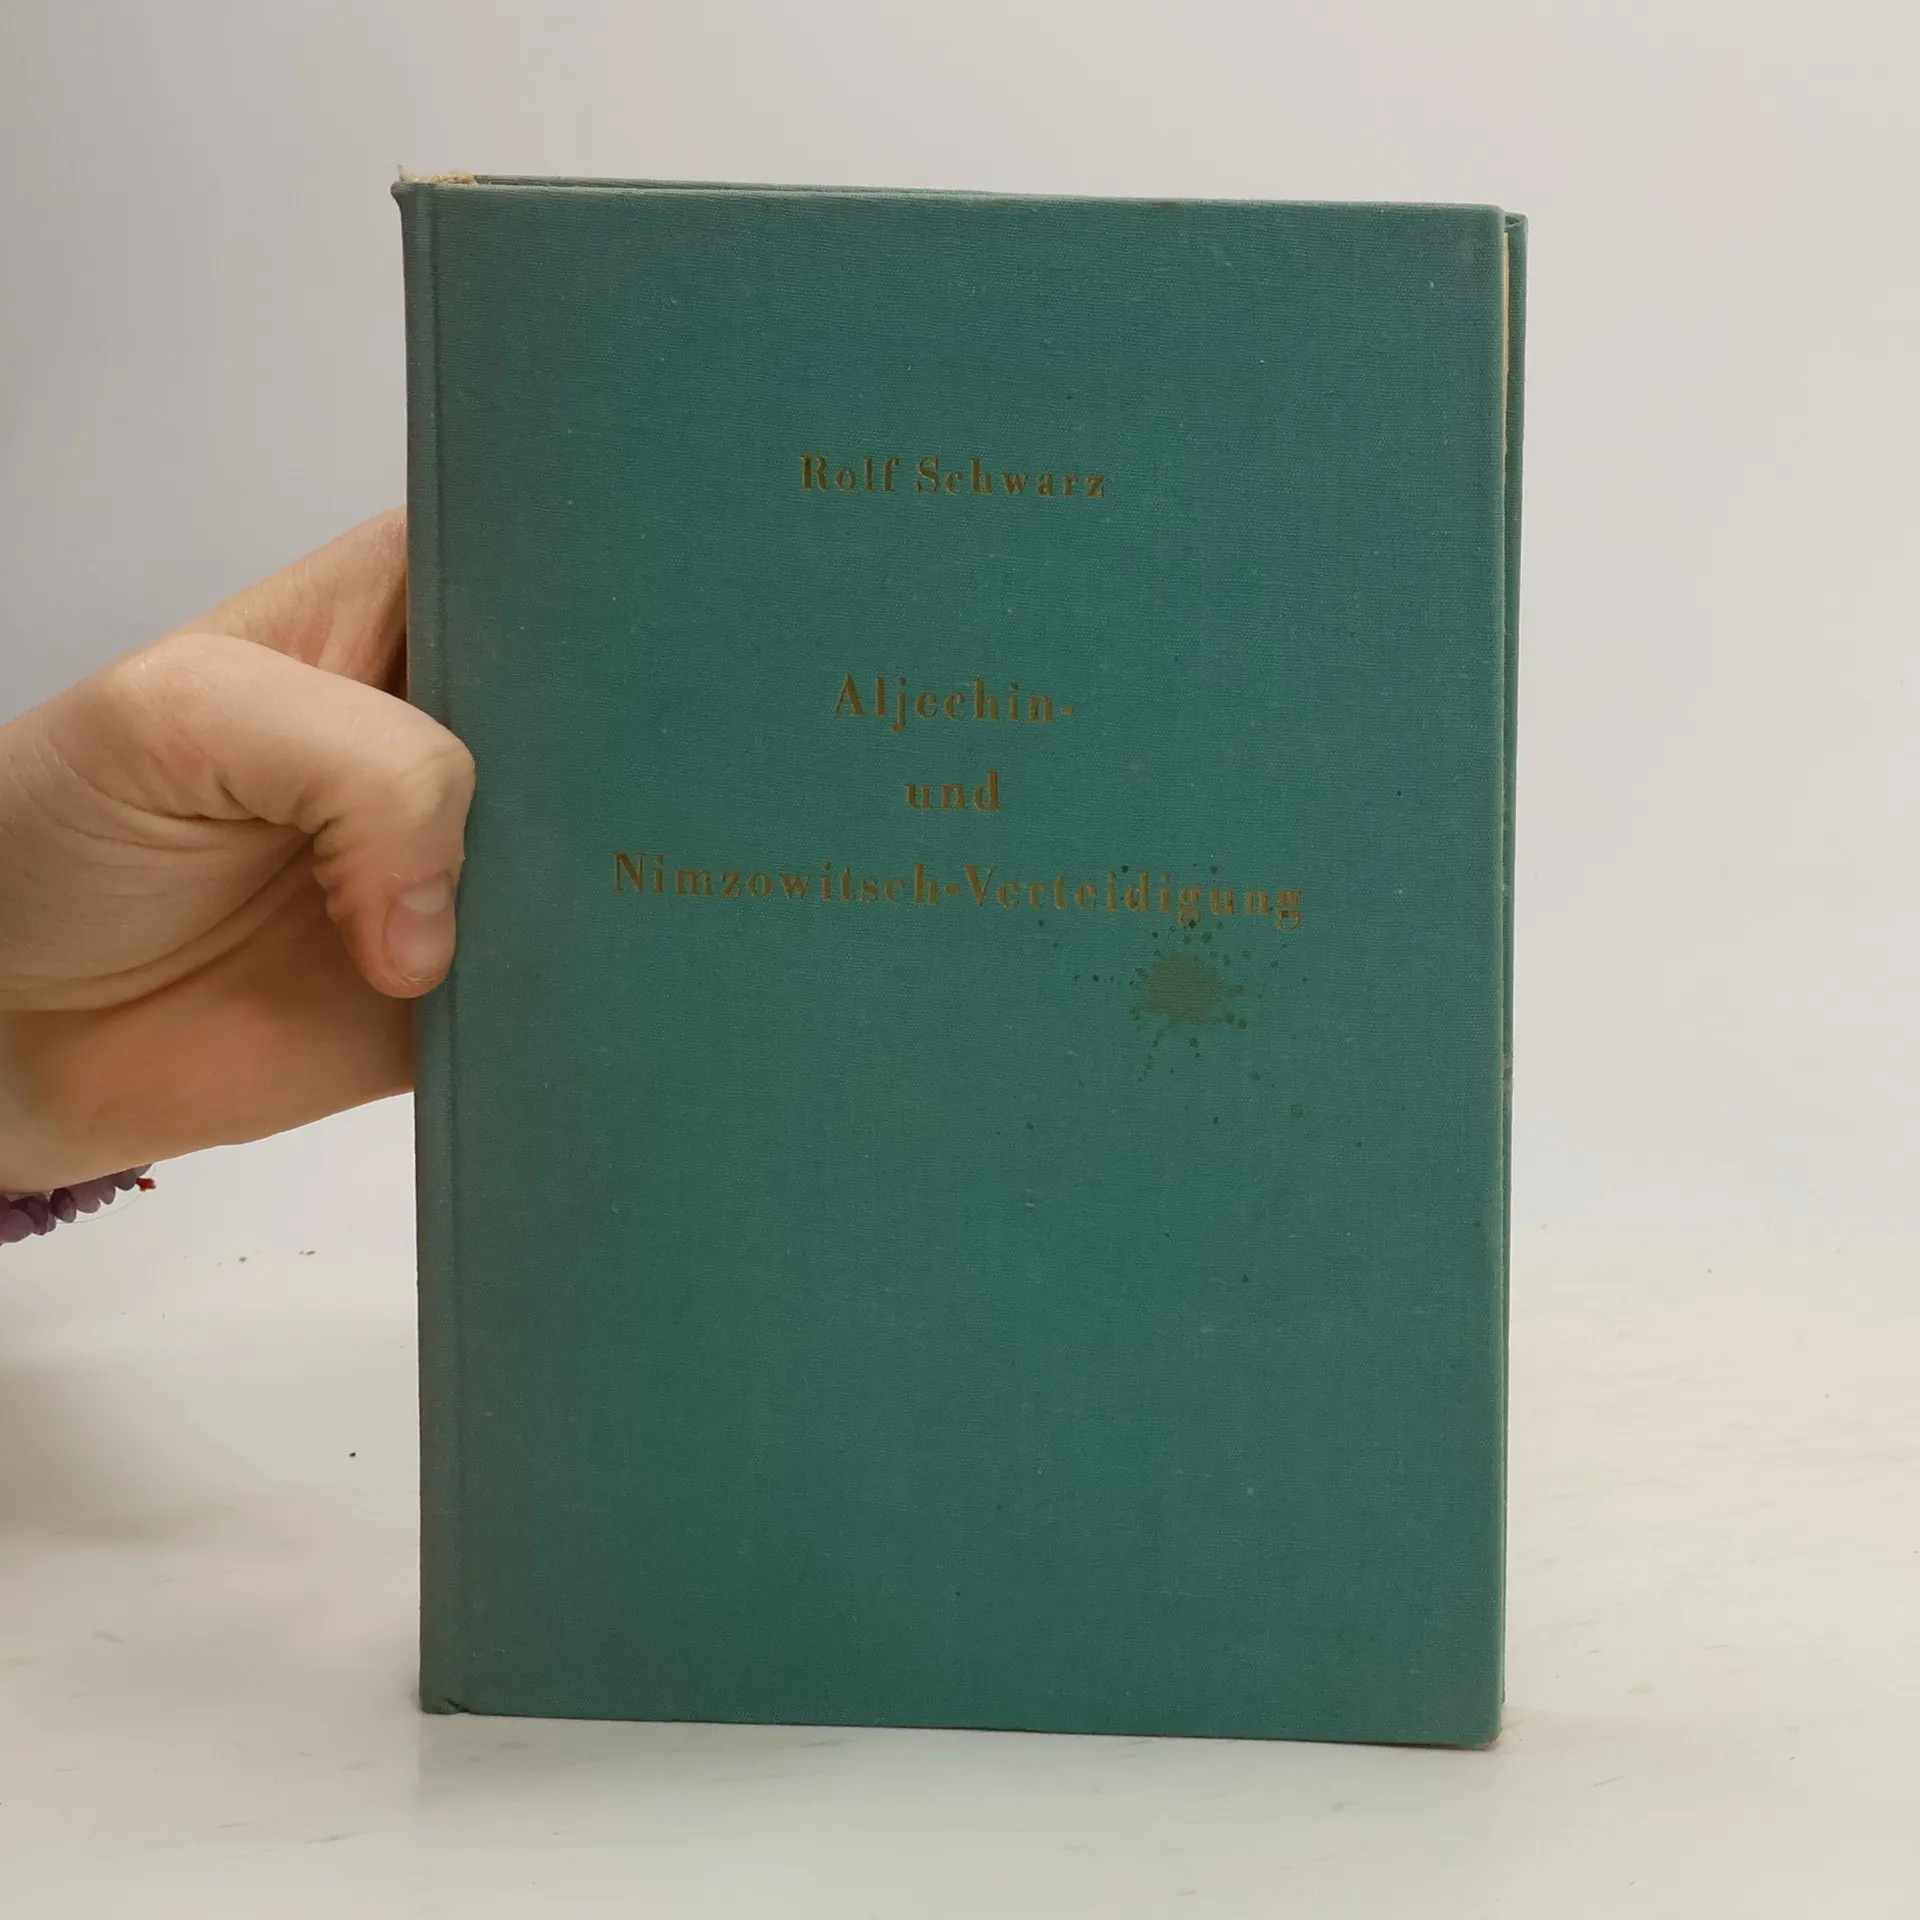 Rolf Schwarz
Aljechin-
und
Nimzowitsch-Verteidigung